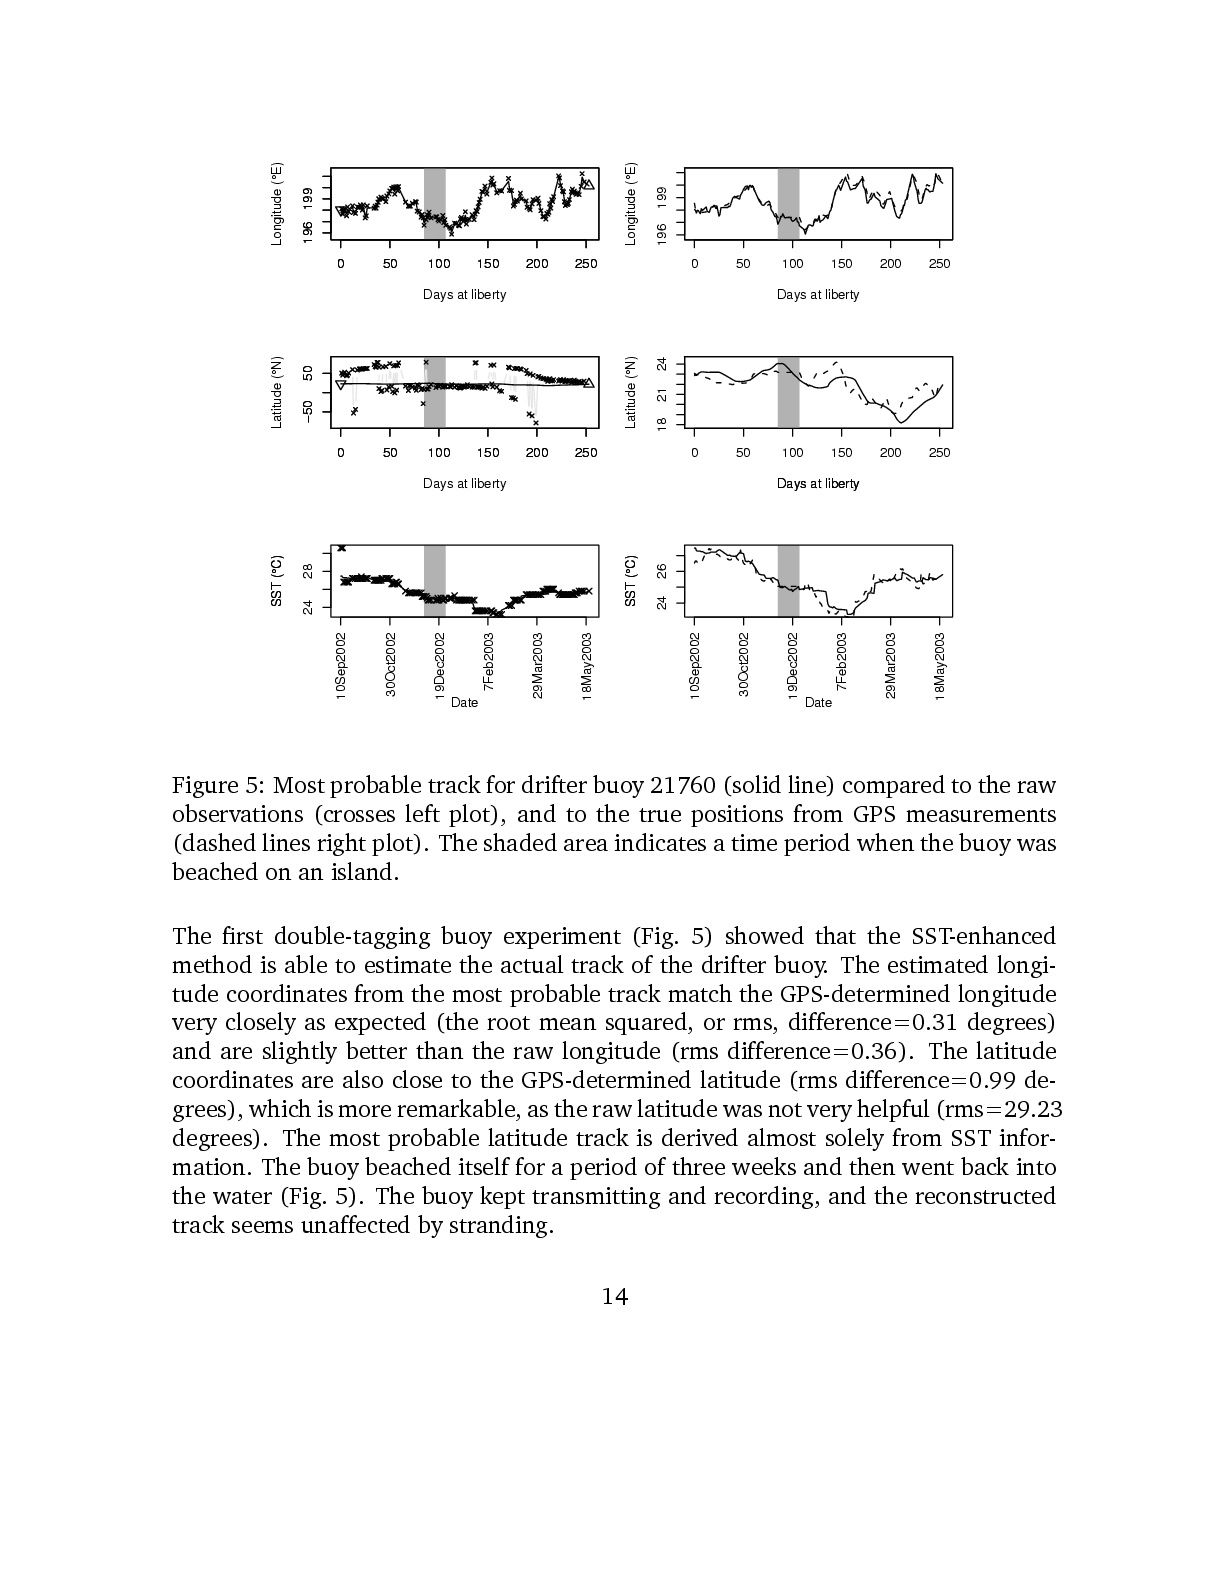 Longitude (°E)
196 199
0 50 100 150 200 250
Days at liberty
Longitude (°E)
196 199
0 50 100 150 200 250
Days at liberty
Latitude (°N)
−50 50
0 50 100 150 200 250
Days at liberty
Latitude (°N)
18 21 24
0 50 100 150 200 250
Days at liberty
SST (°C)
24 28
10Sep2002 30Oct2002 19Dec2002 7Feb2003 29Mar2003 18May2003
Date
SST (°C)
24 26
10Sep2002 30Oct2002 19Dec2002 7Feb2003 29Mar2003 18May2003
Date
Figure 5: Most probable track for drifter buoy 21760 (solid line) compared to the raw
observations (crosses left plot), and to the true positions from GPS measurements
(dashed lines right plot). The shaded area indicates a time period when the buoy was
beached on an island.
The first double-tagging buoy experiment (Fig. 5) showed that the SST-enhanced
method is able to estimate the actual track of the drifter buoy. The estimated longi-
tude coordinates from the most probable track match the GPS-determined longitude
very closely as expected (the root mean squared, or rms, difference=0.31 degrees)
and are slightly better than the raw longitude (rms difference=0.36). The latitude
coordinates are also close to the GPS-determined latitude (rms difference=0.99 de-
grees), which is more remarkable, as the raw latitude was not very helpful (rms=29.23
degrees). The most probable latitude track is derived almost solely from SST infor-
mation. The buoy beached itself for a period of three weeks and then went back into
the water (Fig. 5). The buoy kept transmitting and recording, and the reconstructed
track seems unaffected by stranding.
14